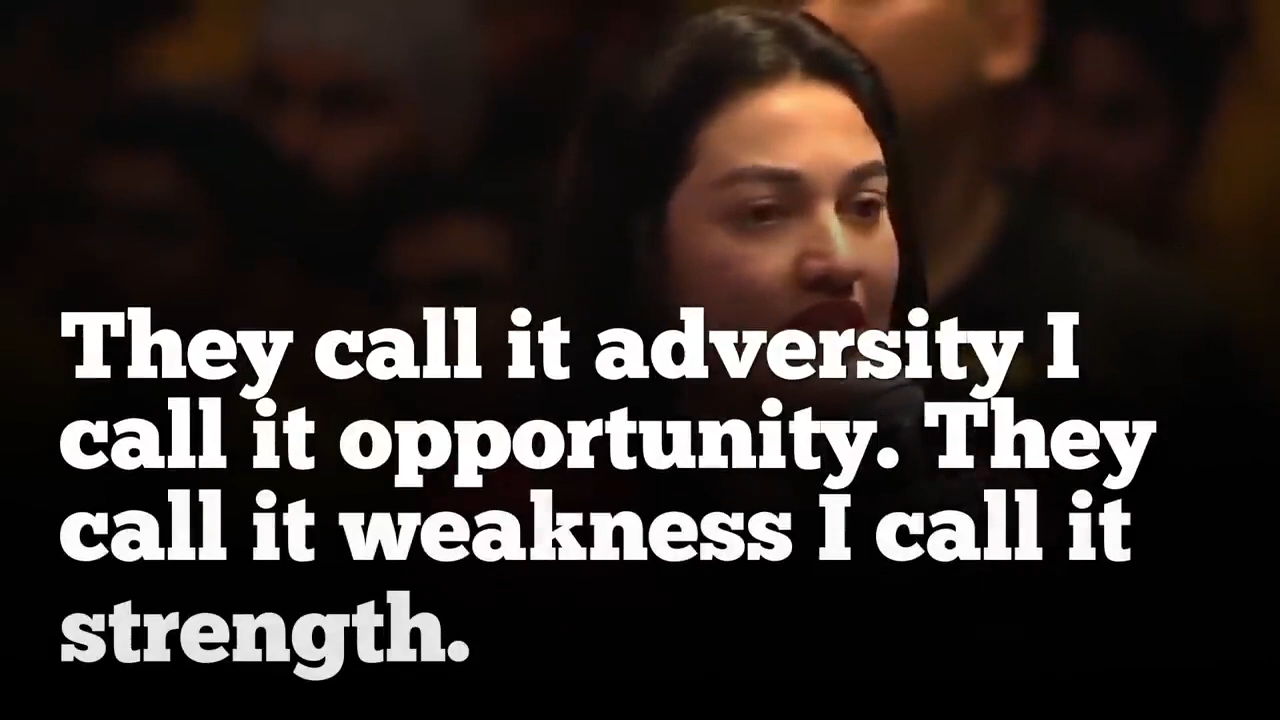 They call it adversity I
call it opportunity. They
call it weakness I call it
strength.